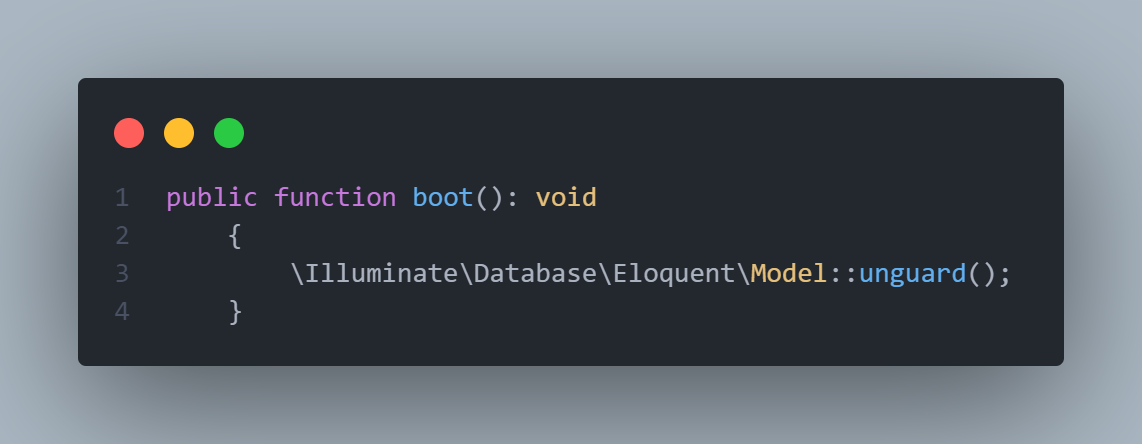 1 public function boot(): void
2     {
3         \Illuminate\Database\Eloquent\Model::unguard();
4     }